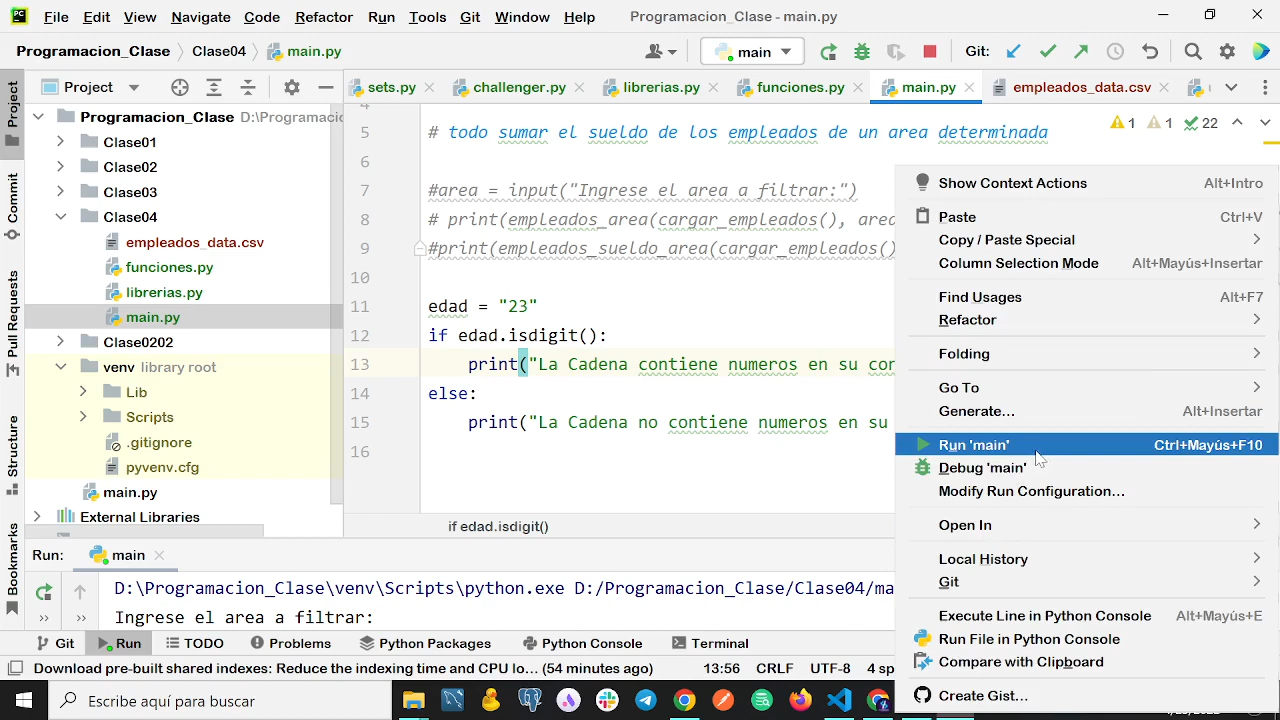 PC File Edit View Navigate Code Refactor Run Tools Git Window Help Programacion_Clase - main.py
Programacion_Clase Clase04 main.py main Git:
Project sets.py challenger.py librerias.py funciones.py main.py empleados_data.csv
Project
Commit
Pull Requests
Structure
Bookmarks
Programacion_Clase D:\Programacic
Clase01
Clase02
Clase03
Clase04
empleados_data.csv
funciones.py
librerias.py
main.py
Clase0202
venv library root
Lib
Scripts
.gitignore
pyvenv.cfg
main.py
External Libraries
4
5 # todo sumar el sueldo de los empleados de un area determinada
1 1 22
6
7 #area = input("Ingrese el area a filtrar:")
8 # print(empleados_area(cargar_empleados(), area
9 #print(empleados_sueldo_area(cargar_empleados()
10
11 edad = "23"
12 if edad.isdigit():
13 print("La Cadena contiene numeros en su con
14 else:
15 print("La Cadena no contiene numeros en su
16
if edad.isdigit()
Show Context Actions Alt+Intro
Paste Ctrl+V
Copy / Paste Special
Column Selection Mode Alt+Mayús+Insertar
Find Usages Alt+F7
Refactor
Folding
Go To
Generate... Alt+Insertar
Run 'main' Ctrl+Mayús+F10
Debug 'main'
Modify Run Configuration...
Open In
Local History
Git
Execute Line in Python Console Alt+Mayús+E
Run File in Python Console
Compare with Clipboard
Create Gist...
Run: main
D:\Programacion_Clase\venv\Scripts\python.exe D:/Programacion_Clase/Clase04/ma
Ingrese el area a filtrar:
Git Run TODO Problems Python Packages Python Console Terminal
Download pre-built shared indexes: Reduce the indexing time and CPU lo... (54 minutes ago) 13:56 CRLF UTF-8 4 sp
Escribe aquí para buscar